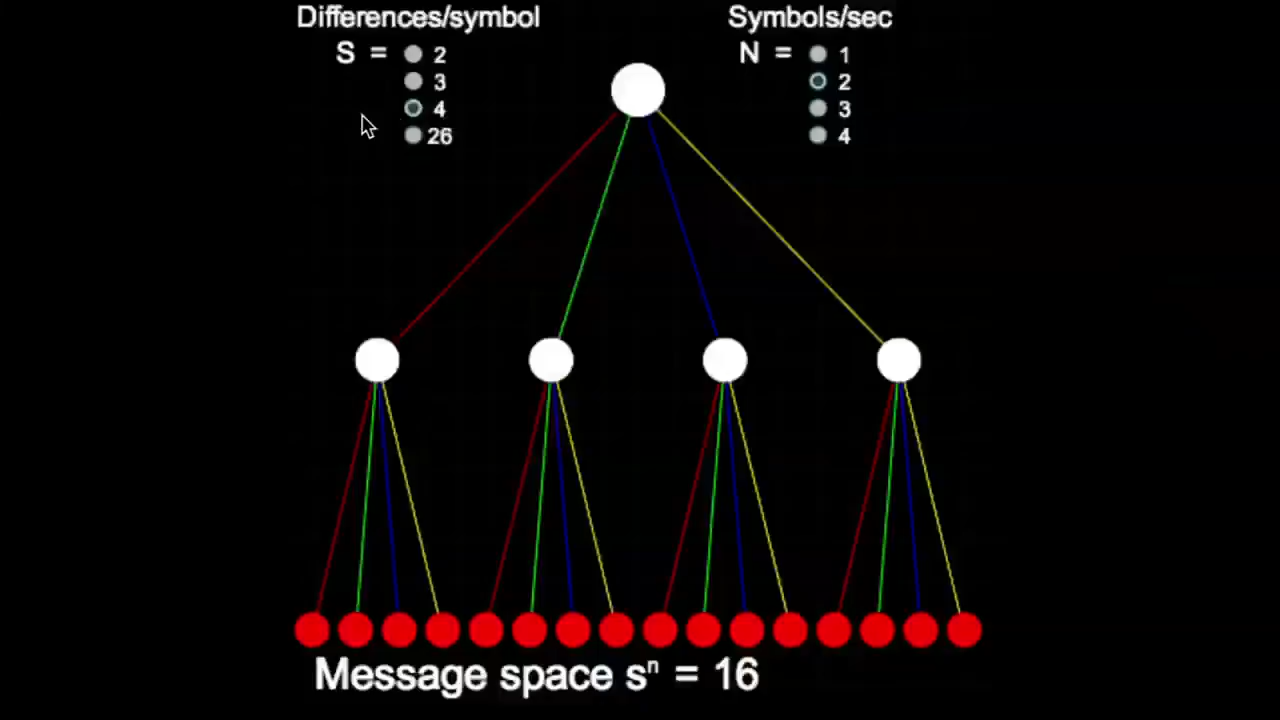 Differences/symbol
S =
2
3
4
26
Symbols/sec
N =
1
2
3
4
Message space sⁿ = 16